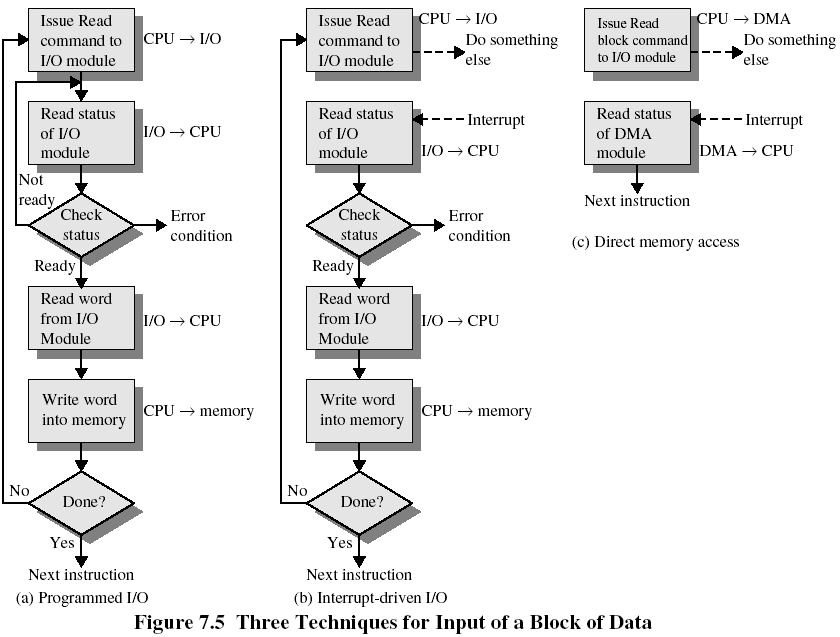 Issue Read
command to
I/O module
CPU → I/O
Read status
of I/O
module
I/O → CPU
Not
ready
Check
status
Error
condition
Ready
Read word
from I/O
Module
I/O → CPU
Write word
into memory
CPU → memory
No
Done?
Yes
Next instruction
(a) Programmed I/O
Issue Read
command to
I/O module
CPU → I/O
Do something
else
Read status
of I/O
module
Interrupt
I/O → CPU
Check
status
Error
condition
Ready
Read word
from I/O
Module
I/O → CPU
Write word
into memory
CPU → memory
No
Done?
Yes
Next instruction
(b) Interrupt-driven I/O
Issue Read
block command
to I/O module
CPU → DMA
Do something
else
Read status
of DMA
module
Interrupt
DMA → CPU
Next instruction
(c) Direct memory access
Figure 7.5 Three Techniques for Input of a Block of Data